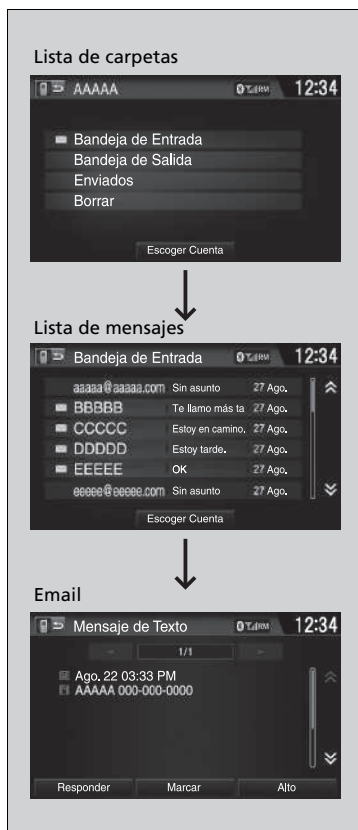 Lista de carpetas
AAAAA 12:34
Bandeja de Entrada
Bandeja de Salida
Enviados
Borrar
Escoger Cuenta
Lista de mensajes
Bandeja de Entrada 12:34
aaaaa@aaaaa.com Sin asunto 27 Ago.
BBBBB Te llamo más ta 27 Ago.
CCCCC Estoy en camino. 27 Ago.
DDDDD Estoy tarde. 27 Ago.
EEEEE OK 27 Ago.
eeeee@eeeee.com Sin asunto 27 Ago.
Escoger Cuenta
Email
Mensaje de Texto 12:34
1/1
Ago. 22 03:33 PM
AAAAA 000-000-0000
Responder Marcar Alto